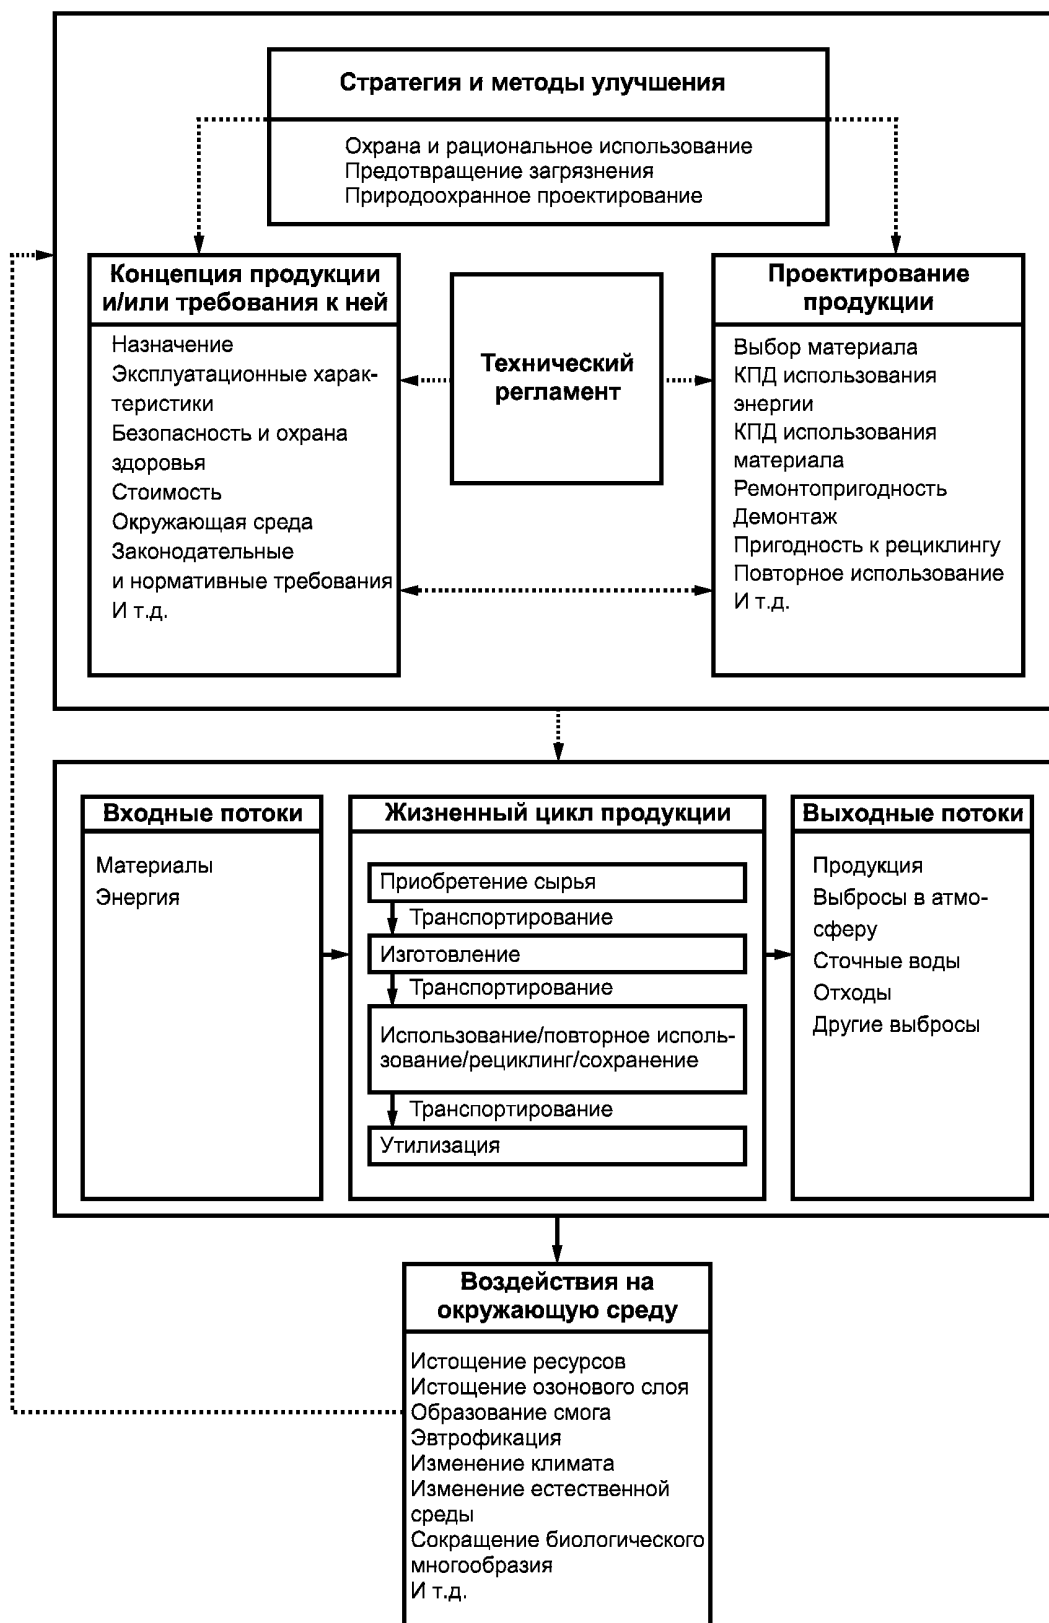 Стратегия и методы улучшения
Охрана и рациональное использование
Предотвращение загрязнения
Природоохранное проектирование
Концепция продукции
и/или требования к ней
Назначение
Эксплуатационные харак-
теристики
Безопасность и охрана
здоровья
Стоимость
Окружающая среда
Законодательные
и нормативные требования
И т.д.
Технический
регламент
Проектирование
продукции
Выбор материала
КПД использования
энергии
КПД использования
материала
Ремонтопригодность
Демонтаж
Пригодность к рециклингу
Повторное использование
И т.д.
Входные потоки
Материалы
Энергия
Жизненный цикл продукции
Приобретение сырья
Транспортирование
Изготовление
Транспортирование
Использование/повторное исполь-
зование/рециклинг/сохранение
Транспортирование
Утилизация
Выходные потоки
Продукция
Выбросы в атмо-
сферу
Сточные воды
Отходы
Другие выбросы
Воздействия на
окружающую среду
Истощение ресурсов
Истощение озонового слоя
Образование смога
Эвтрофикация
Изменение климата
Изменение естественной
среды
Сокращение биологического
многообразия
И т.д.